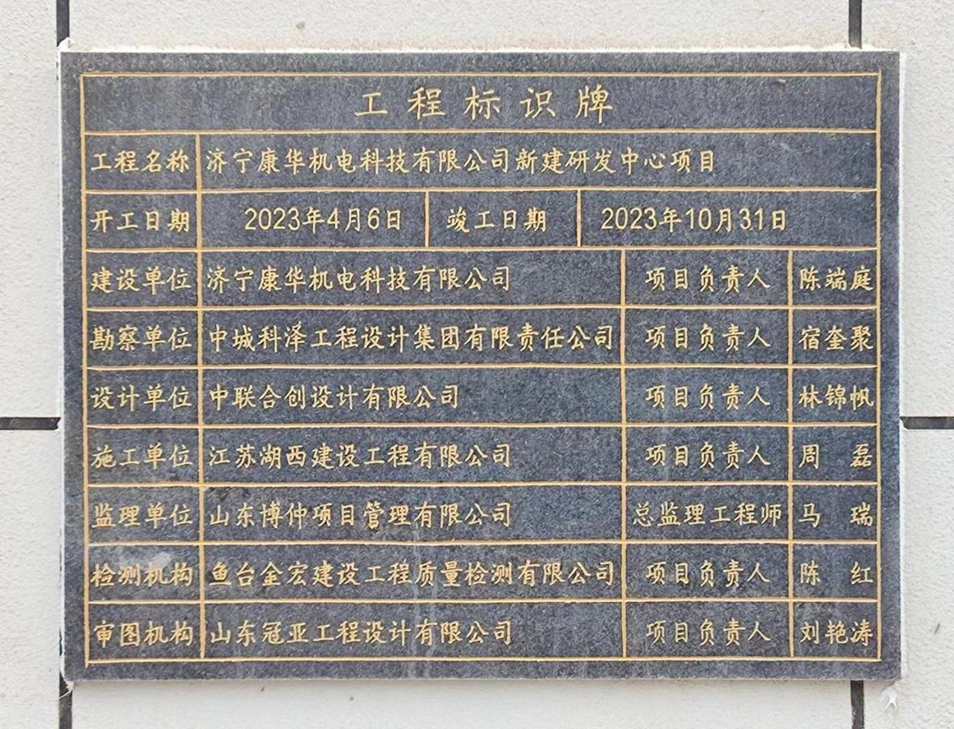 工程标识牌
工程名称 济宁康华机电科技有限公司新建研发中心项目
开工日期 2023年4月6日 竣工日期 2023年10月31日
建设单位 济宁康华机电科技有限公司 项目负责人 陈端庭
勘察单位 中城科泽工程设计集团有限责任公司 项目负责人 宿奎聚
设计单位 中联合创设计有限公司 项目负责人 林锦帆
施工单位 江苏湖西建设工程有限公司 项目负责人 周磊
监理单位 山东博仲项目管理有限公司 总监理工程师 马瑞
检测机构 鱼台金宏建设工程质量检测有限公司 项目负责人 陈红
审图机构 山东冠亚工程设计有限公司 项目负责人 刘艳涛